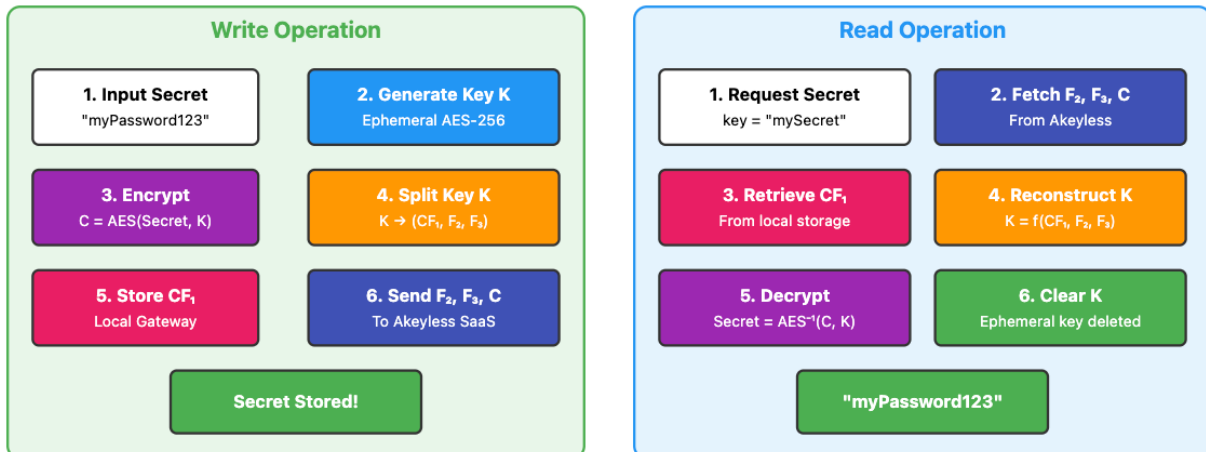 Write Operation
1. Input Secret
"myPassword123"
2. Generate Key K
Ephemeral AES-256
3. Encrypt
C = AES(Secret, K)
4. Split Key K
K → (CF₁, F₂, F₃)
5. Store CF₁
Local Gateway
6. Send F₂, F₃, C
To Akeyless SaaS
Secret Stored!
Read Operation
1. Request Secret
key = "mySecret"
2. Fetch F₂, F₃, C
From Akeyless
3. Retrieve CF₁
From local storage
4. Reconstruct K
K = f(CF₁, F₂, F₃)
5. Decrypt
Secret = AES⁻¹(C, K)
6. Clear K
Ephemeral key deleted
"myPassword123"